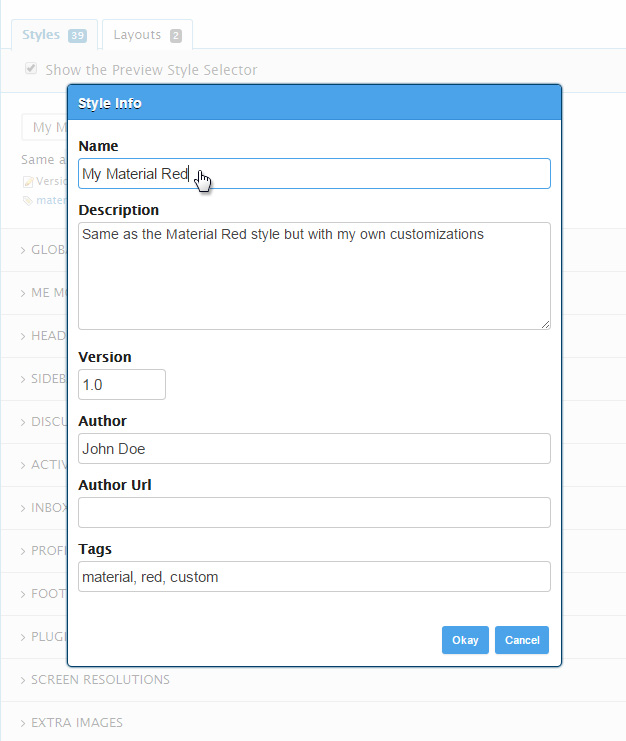 Styles 39 Layouts 2
Show the Preview Style Selector
Style Info
My M
Name
My Material Red
Same a
Versio
mater
Description
Same as the Material Red style but with my own customizations
GLOBA
ME MO
HEAD
SIDEB
Version
1.0
DISCU
Author
John Doe
ACTIV
Author Url
INBOX
Tags
PROFI
material, red, custom
FOOT
PLUGI
Okay Cancel
SCREEN RESOLUTIONS
EXTRA IMAGES